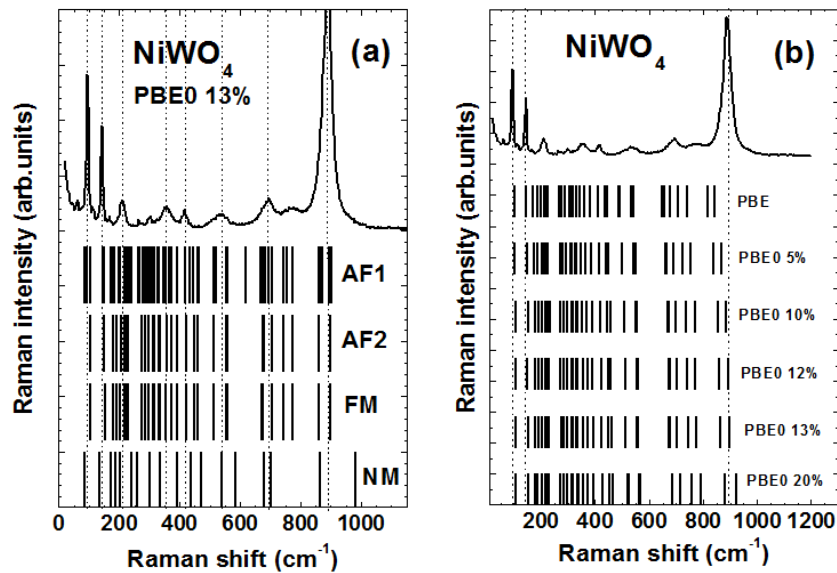 (a)
NiWO4
PBE0 13%
Raman intensity (arb.units)
AF1
AF2
FM
NM
0 200 400 600 800 1000
Raman shift (cm-1)
(b)
NiWO4
Raman intensity (arb.units)
PBE
PBE0 5%
PBE0 10%
PBE0 12%
PBE0 13%
PBE0 20%
200 400 600 800 1000 1200
Raman shift (cm-1)